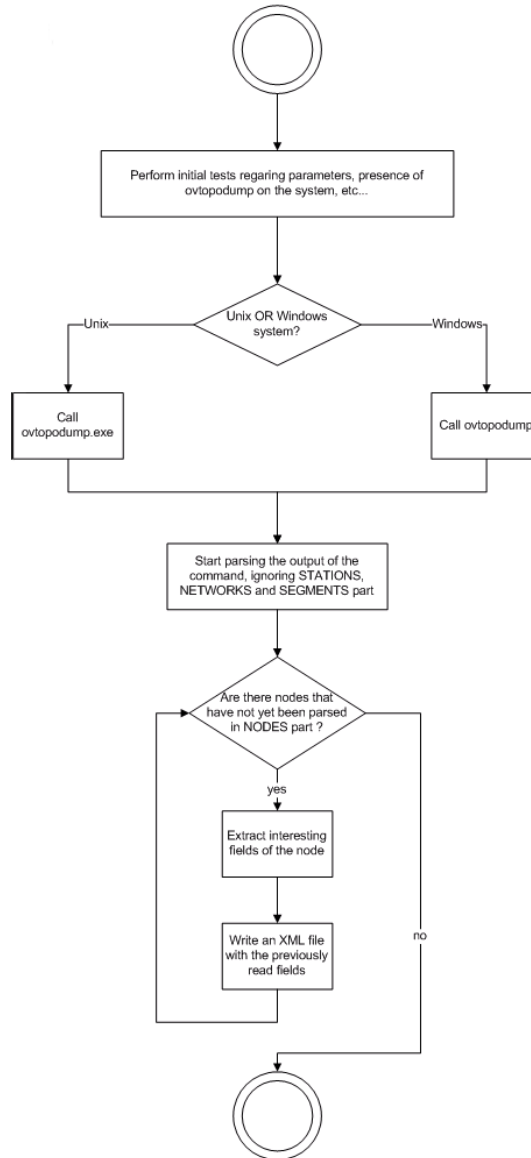 Perform initial tests regaring parameters, presence of
ovtopodump on the system, etc...
Unix OR Windows
system?
Unix
Windows
Call
ovtopodump.exe
Call ovtopodump
Start parsing the output of the
command, ignoring STATIONS,
NETWORKS and SEGMENTS part
Are there nodes that
have not yet been parsed
in NODES part ?
yes
Extract interesting
fields of the node
Write an XML file
with the previously
read fields
no